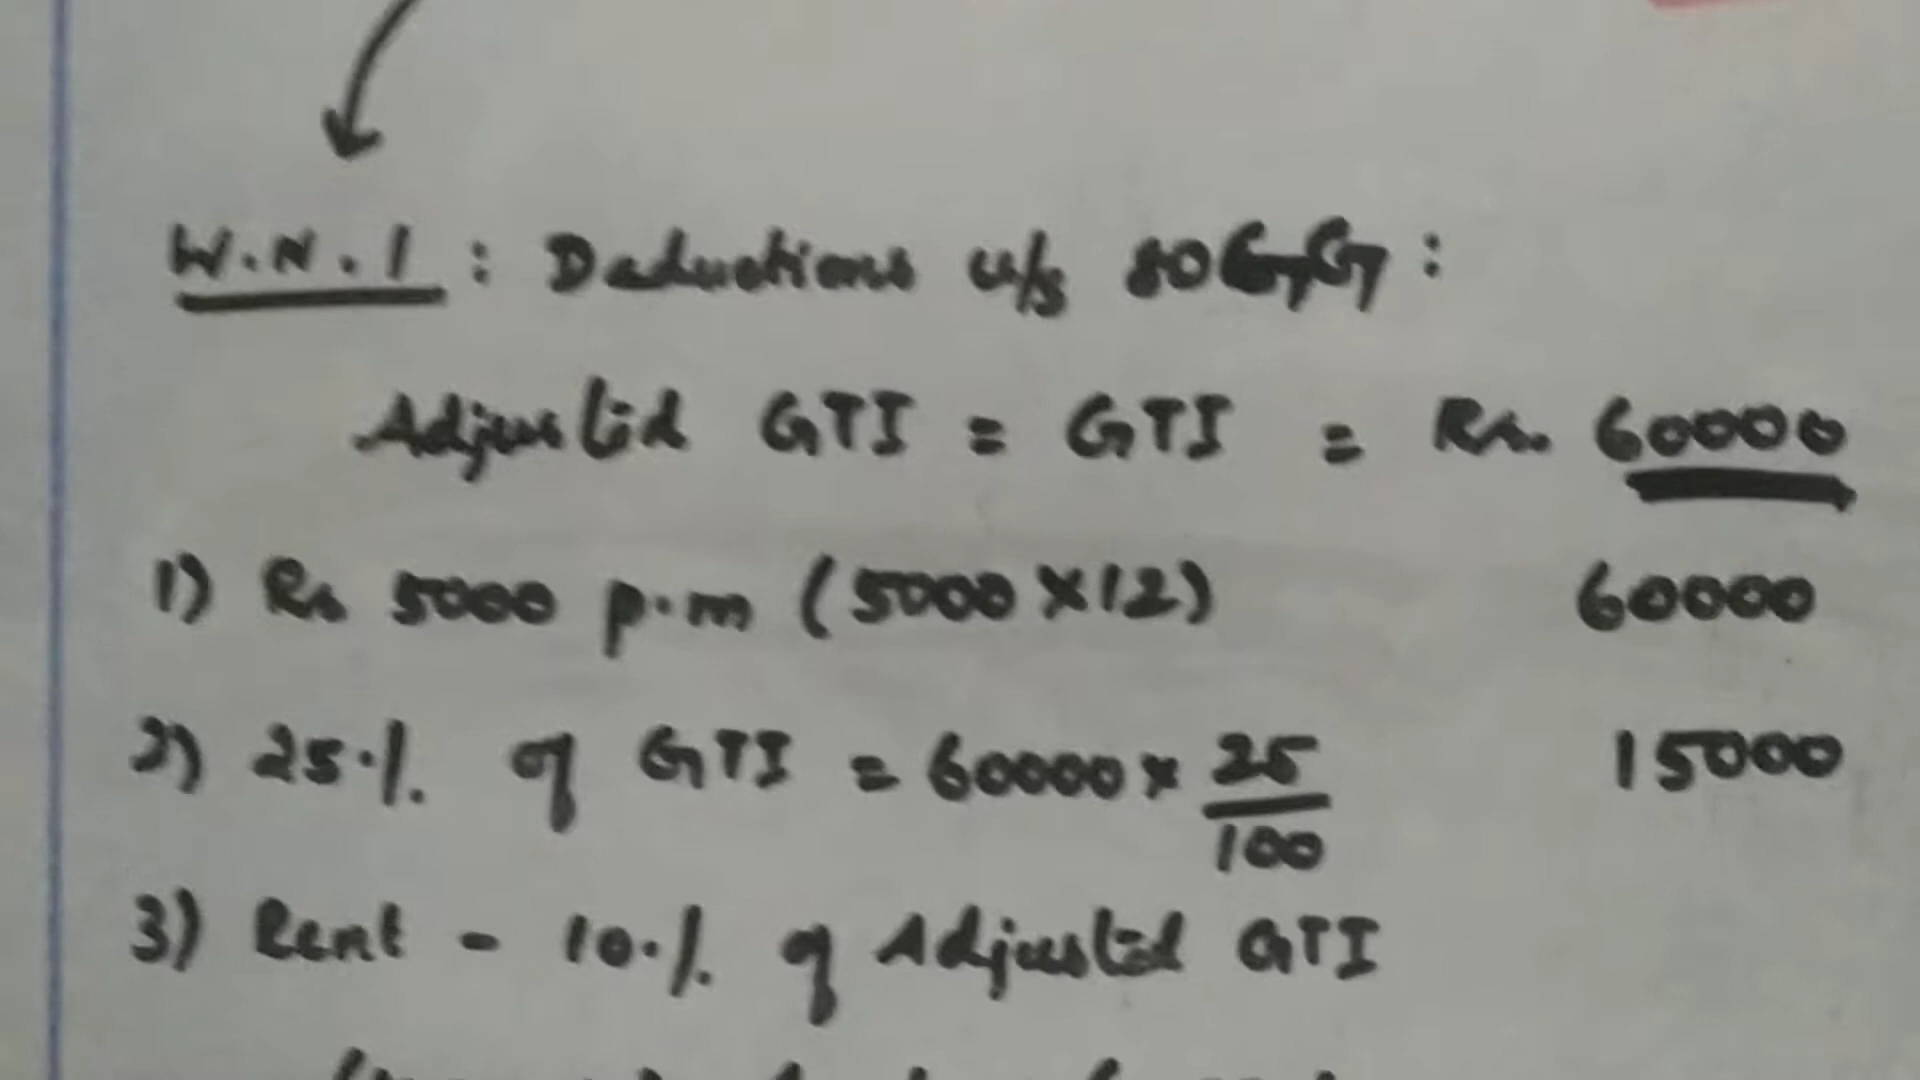 W.N.1 : Deductions u/s 80GG :
Adjusted GTI = GTI = Rs. 60000
1) Rs 5000 p.m (5000 X12) 60000
2) 25% of GTI = 60000 x 25/100 15000
3) Rent - 10% of Adjusted GTI